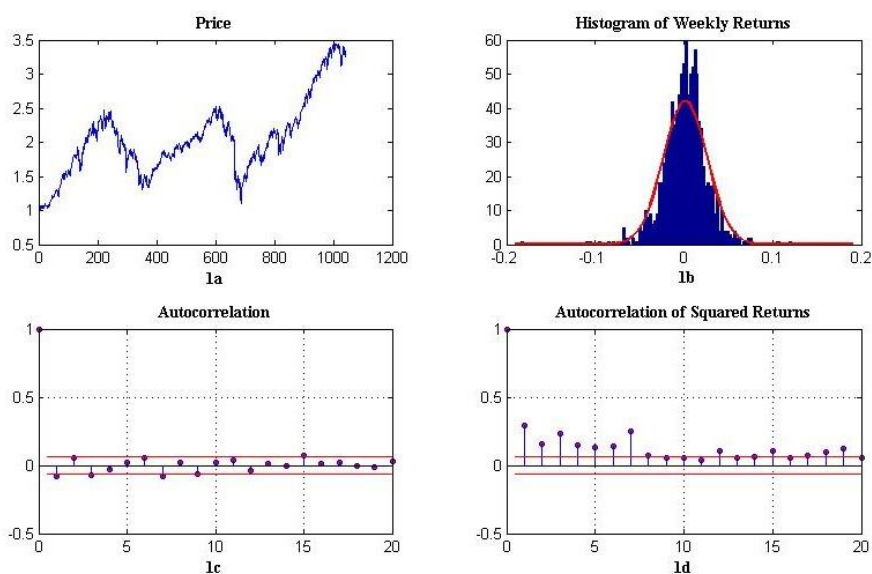 Price
3.5
3
2.5
2
1.5
1
0.5
0 200 400 600 800 1000 1200
1a
Histogram of Weekly Returns
60
50
40
30
20
10
0
-0.2 -0.1 0 0.1 0.2
1b
Autocorrelation
1
0.5
0
-0.5
0 5 10 15 20
1c
Autocorrelation of Squared Returns
1
0.5
0
-0.5
0 5 10 15 20
1d